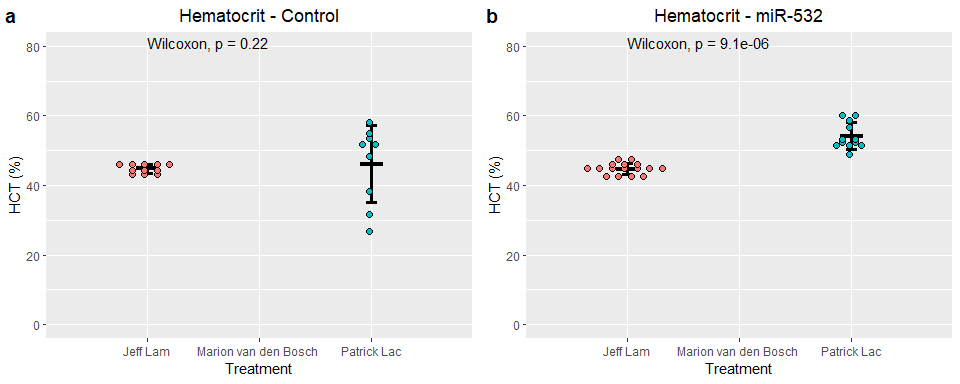 a
Hematocrit - Control
Wilcoxon, p = 0.22
HCT (%)
80
60
40
20
0
Jeff Lam
Marion van den Bosch
Patrick Lac
Treatment
b
Hematocrit - miR-532
Wilcoxon, p = 9.1e-06
HCT (%)
80
60
40
20
0
Jeff Lam
Marion van den Bosch
Patrick Lac
Treatment